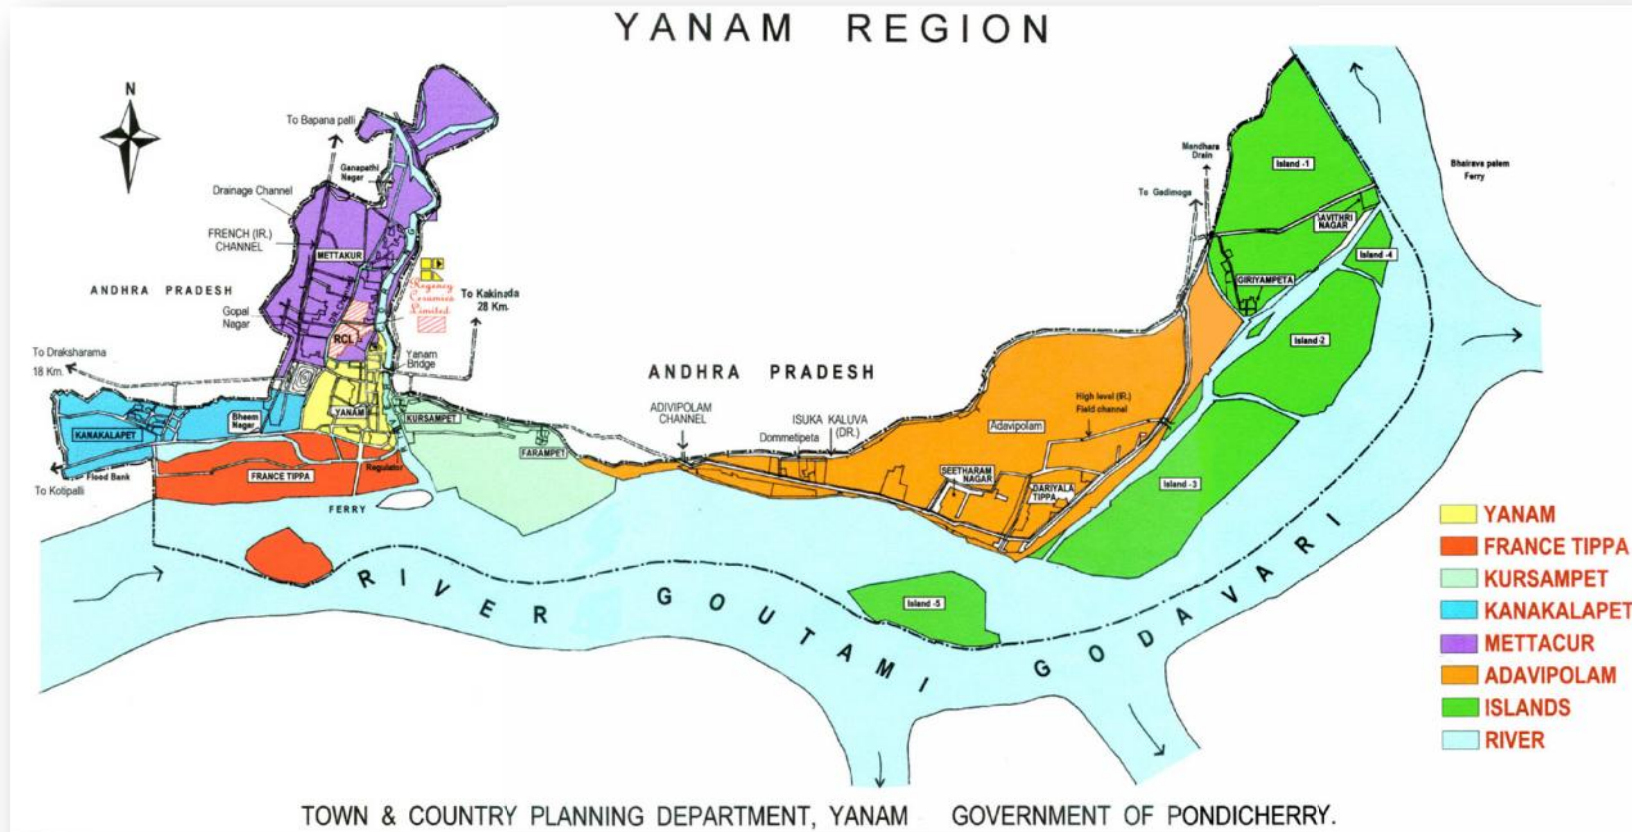 YANAM REGION
N
To Bapana palli
Ganapathi
Nagar
Drainage Channel
FRENCH (IR.)
CHANNEL
METTAKUR
ANDHRA PRADESH
Gopal
Nagar
Regency
Ceramics
Limited
To Kakinada
28 Km.
RCL
Yanam
Bridge
To Draksharama
18 Km.
YANAM
KURSAMPET
Bheem
Nagar
KANAKALAPET
FARAMPET
Flood Bank
To Kotipalli
FRANCE TIPPA
Regulator
FERRY
ANDHRA PRADESH
ADIVIPOLAM
CHANNEL
ISUKA KALUVA
(DR.)
Dommetipeta
High level (IR.)
Field channel
Adavipolam
SEETHARAM
NAGAR
DARIYALA
TIPPA
Mandhara
Drain
To Gadimoga
Island -1
Bhairava palem
Ferry
SAVITHRI
NAGAR
Island -4
GIRIYAMPETA
Island -2
Island -3
Island -5
RIVER GOUTAMI GODAVARI
YANAM
FRANCE TIPPA
KURSAMPET
KANAKALAPET
METTACUR
ADAVIPOLAM
ISLANDS
RIVER
TOWN & COUNTRY PLANNING DEPARTMENT, YANAM GOVERNMENT OF PONDICHERRY.